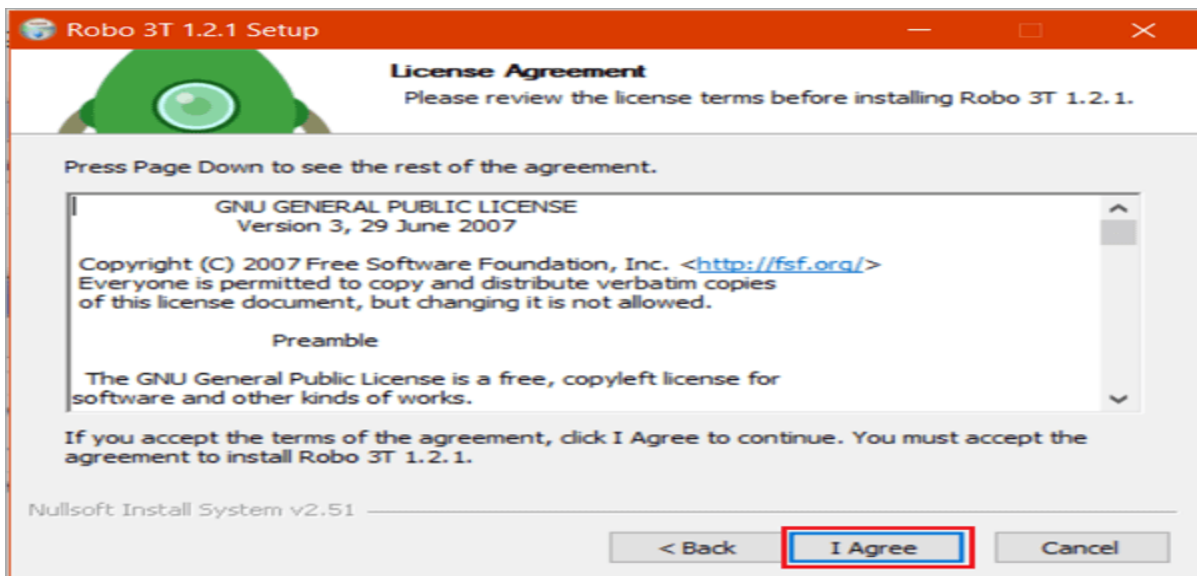 Robo 3T 1.2.1 Setup
License Agreement
Please review the license terms before installing Robo 3T 1.2.1.
Press Page Down to see the rest of the agreement.
GNU GENERAL PUBLIC LICENSE
Version 3, 29 June 2007
Copyright (C) 2007 Free Software Foundation, Inc. <http://fsf.org/>
Everyone is permitted to copy and distribute verbatim copies
of this license document, but changing it is not allowed.
Preamble
The GNU General Public License is a free, copyleft license for
software and other kinds of works.
If you accept the terms of the agreement, click I Agree to continue. You must accept the
agreement to install Robo 3T 1.2.1.
Nullsoft Install System v2.51
< Back I Agree Cancel